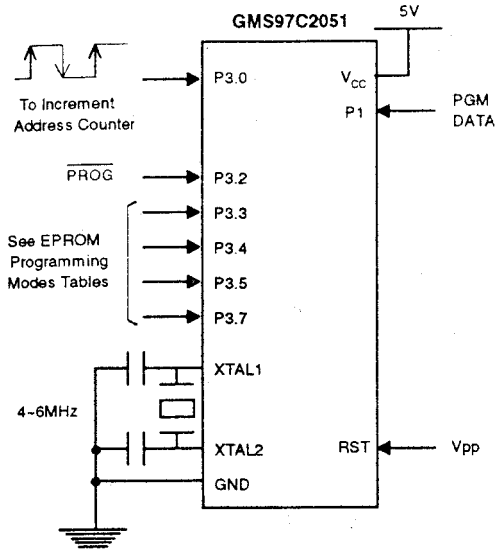 GMS97C2051
5V
P3.0
VCC
To Increment
Address Counter
P1
PGM
DATA
PROG
P3.2
P3.3
See EPROM
Programming
Modes Tables
P3.4
P3.5
P3.7
XTAL1
4~6MHz
XTAL2
RST
Vpp
GND